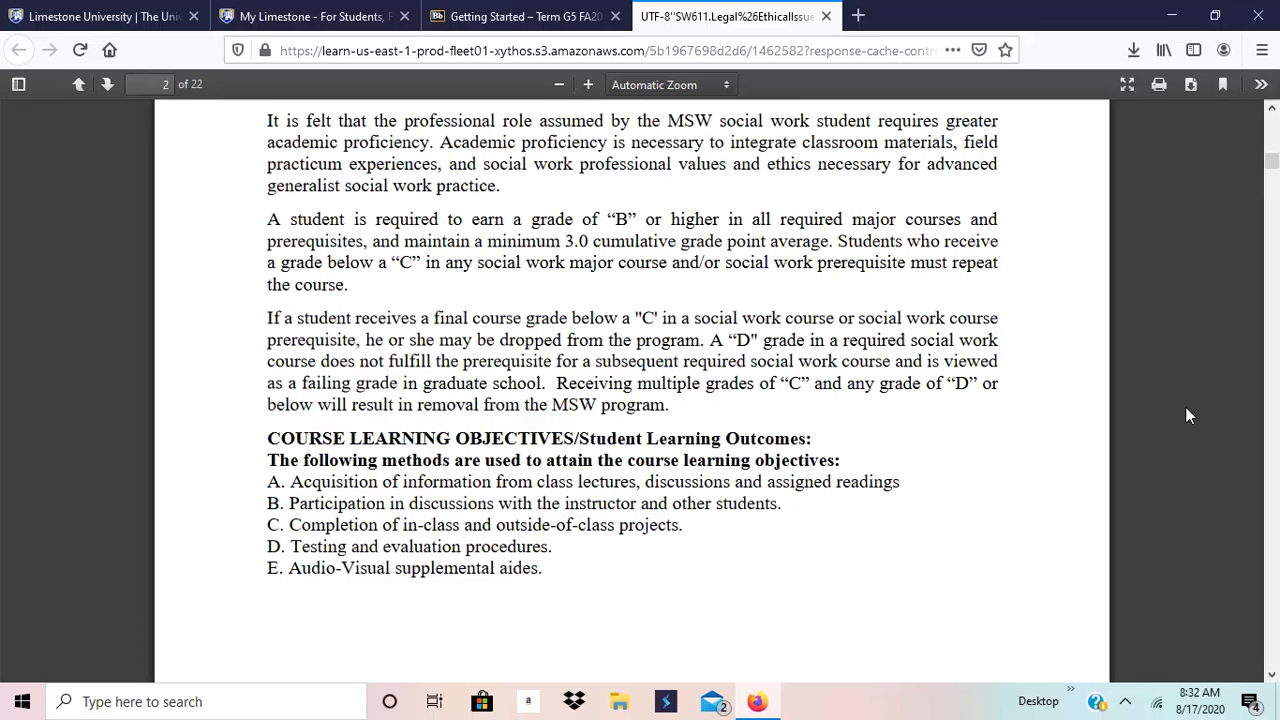 Limestone University | The Uni
My Limestone - For Students, F
Bb Getting Started – Term G5 FA20
UTF-8''SW611.Legal%26EthicalIssue
https://learn-us-east-1-prod-fleet01-xythos.s3.amazonaws.com/5b1967698c2d6/1462582?response-cache-contr
2 of 22
Automatic Zoom
It is felt that the professional role assumed by the MSW social work student requires greater
academic proficiency. Academic proficiency is necessary to integrate classroom materials, field
practicum experiences, and social work professional values and ethics necessary for advanced
generalist social work practice.
A student is required to earn a grade of “B” or higher in all required major courses and
prerequisites, and maintain a minimum 3.0 cumulative grade point average. Students who receive
a grade below a “C” in any social work major course and/or social work prerequisite must repeat
the course.
If a student receives a final course grade below a "C' in a social work course or social work course
prerequisite, he or she may be dropped from the program. A “D" grade in a required social work
course does not fulfill the prerequisite for a subsequent required social work course and is viewed
as a failing grade in graduate school. Receiving multiple grades of “C” and any grade of “D” or
below will result in removal from the MSW program.
COURSE LEARNING OBJECTIVES/Student Learning Outcomes:
The following methods are used to attain the course learning objectives:
A. Acquisition of information from class lectures, discussions and assigned readings
B. Participation in discussions with the instructor and other students.
C. Completion of in-class and outside-of-class projects.
D. Testing and evaluation procedures.
E. Audio-Visual supplemental aides.
Type here to search
a
2
Desktop
8:32 AM
8/17/2020
4